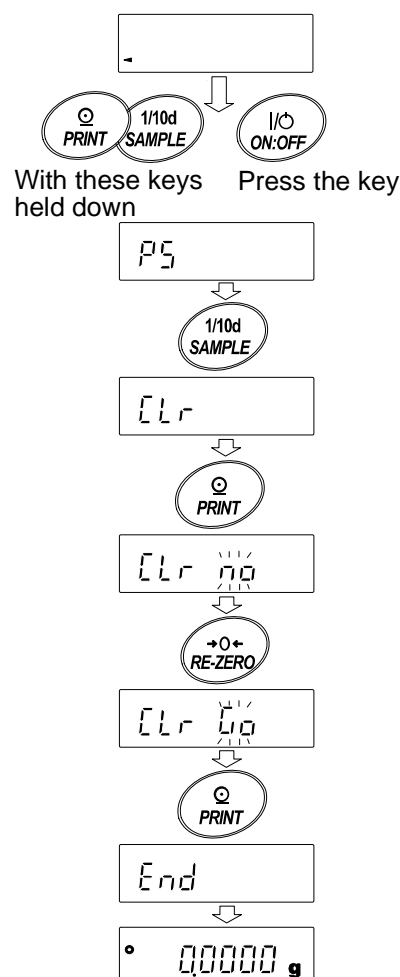 1/10d
PRINT SAMPLE ON:OFF
With these keys Press the key
held down
PS
1/10d
SAMPLE
CLr
PRINT
CLr no
→0←
RE-ZERO
CLr Go
PRINT
End
0.0000 g